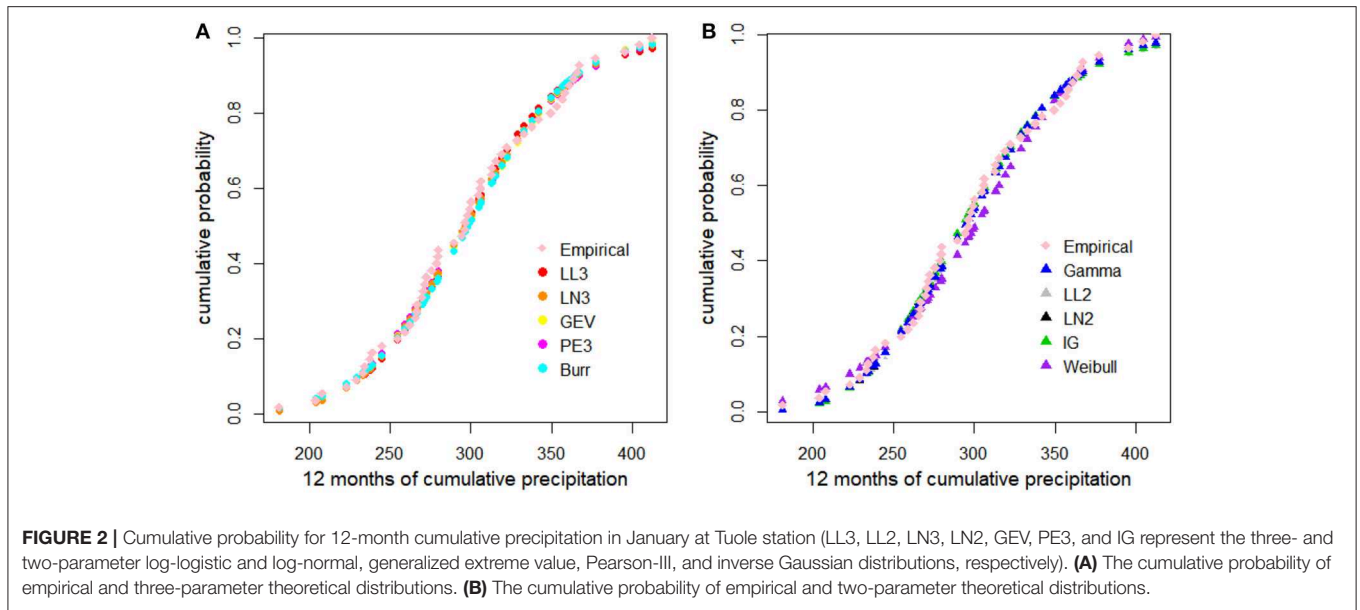 A
1.0
0.8
0.6
0.4
0.2
0.0
cumulative probability
Empirical
LL3
LN3
GEV
PE3
Burr
200 250 300 350 400
12 months of cumulative precipitation
B
1.0
0.8
0.6
0.4
0.2
0.0
cumulative probability
Empirical
Gamma
LL2
LN2
IG
Weibull
200 250 300 350 400
12 months of cumulative precipitation
FIGURE 2 | Cumulative probability for 12-month cumulative precipitation in January at Tuole station (LL3, LL2, LN3, LN2, GEV, PE3, and IG represent the three- and
two-parameter log-logistic and log-normal, generalized extreme value, Pearson-III, and inverse Gaussian distributions, respectively). (A) The cumulative probability of
empirical and three-parameter theoretical distributions. (B) The cumulative probability of empirical and two-parameter theoretical distributions.